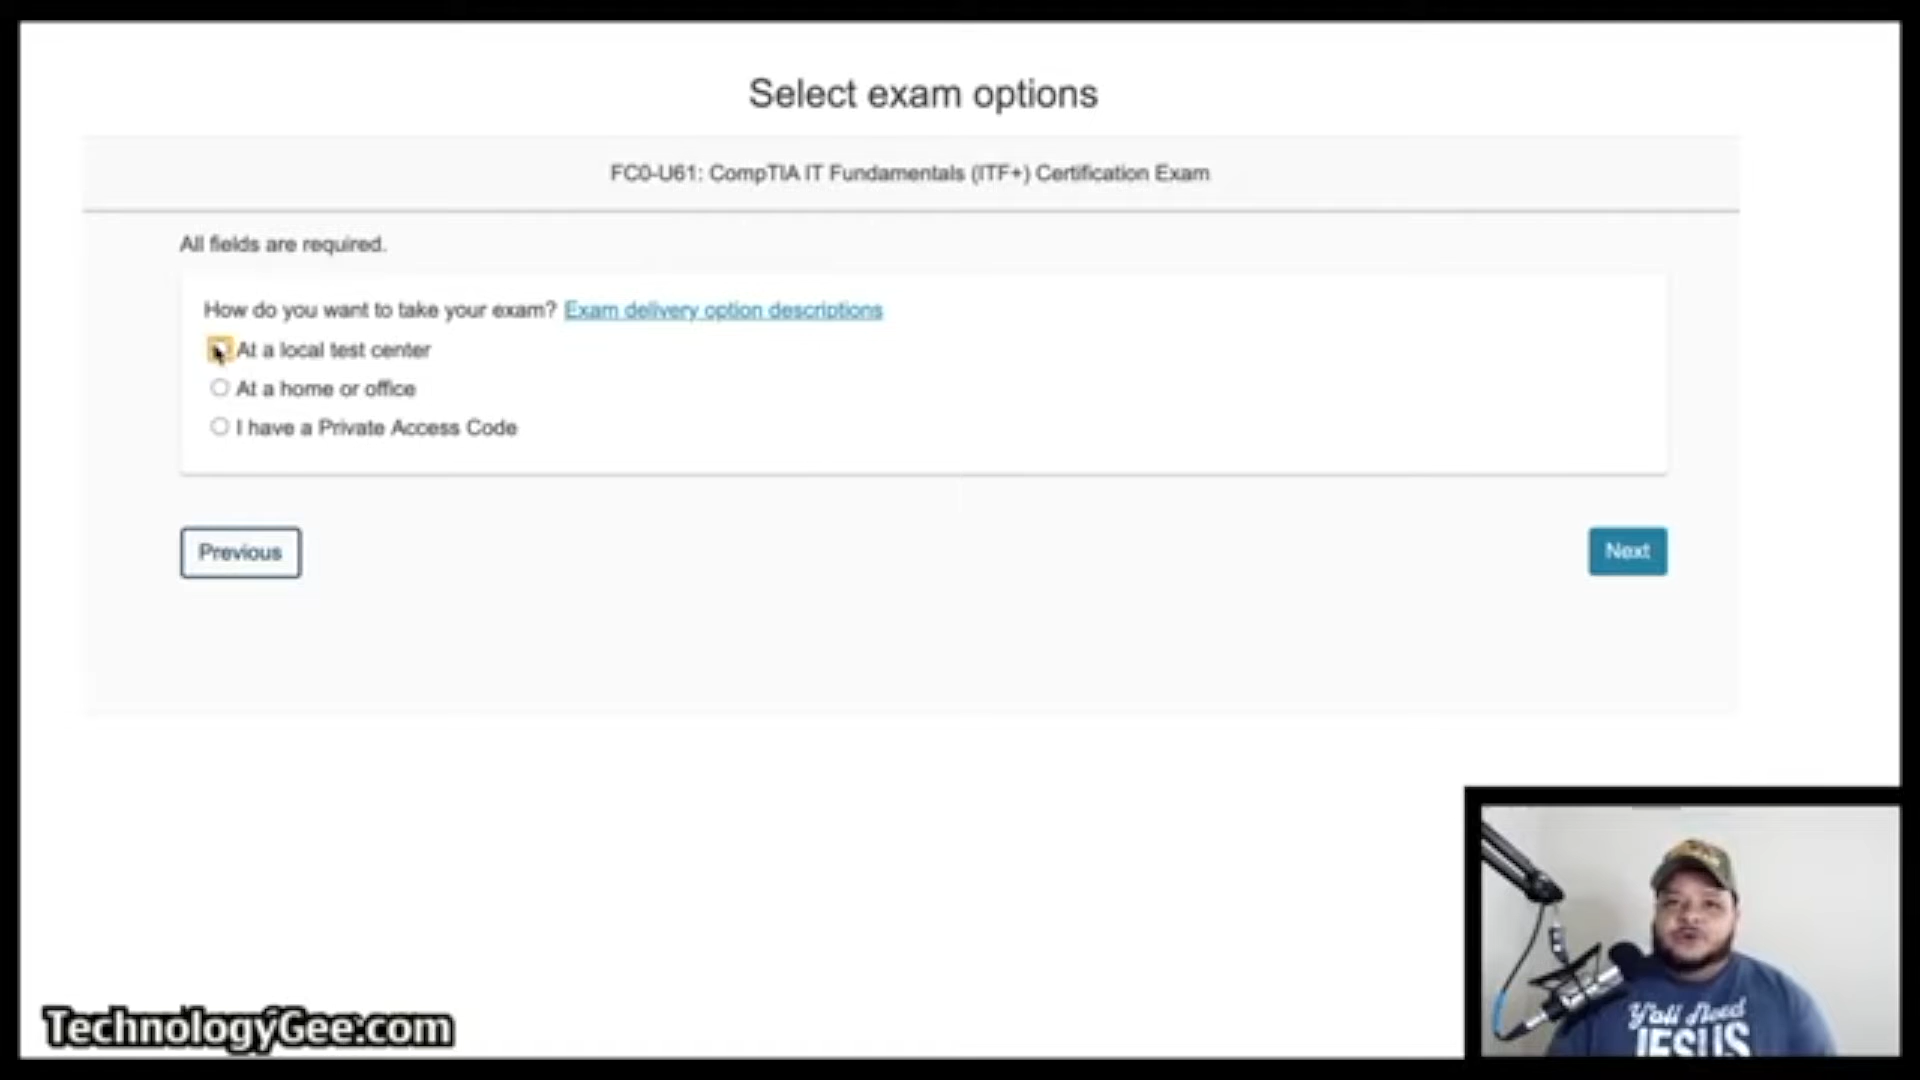 Select exam options
FC0-U61: CompTIA IT Fundamentals (ITF+) Certification Exam
All fields are required.
How do you want to take your exam? Exam delivery option descriptions
At a local test center
At a home or office
I have a Private Access Code
Previous
Next
Y'all Need
JESUS
TechnologyGee.com